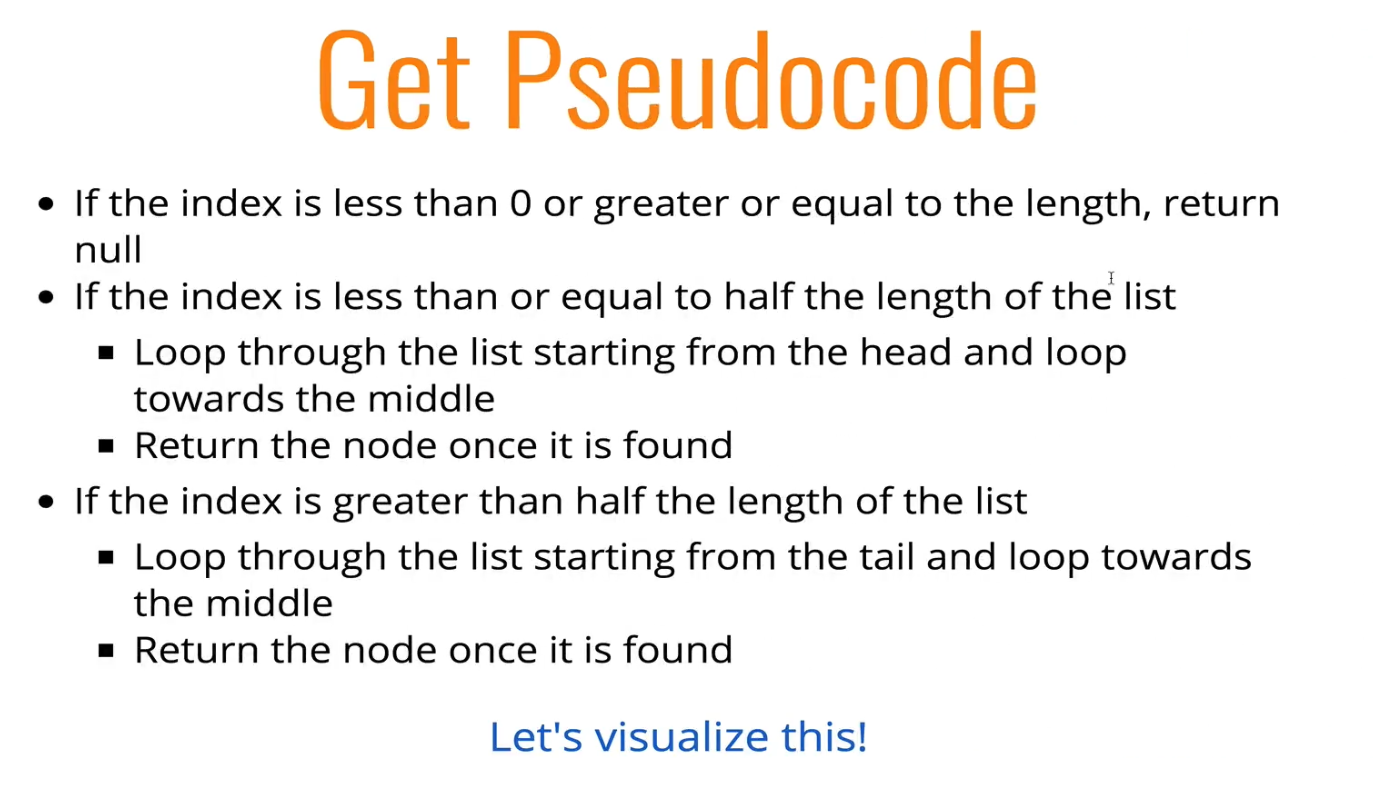 Get Pseudocode
• If the index is less than 0 or greater or equal to the length, return
null
• If the index is less than or equal to half the length of the list
▪ Loop through the list starting from the head and loop
towards the middle
▪ Return the node once it is found
• If the index is greater than half the length of the list
▪ Loop through the list starting from the tail and loop towards
the middle
▪ Return the node once it is found
Let's visualize this!